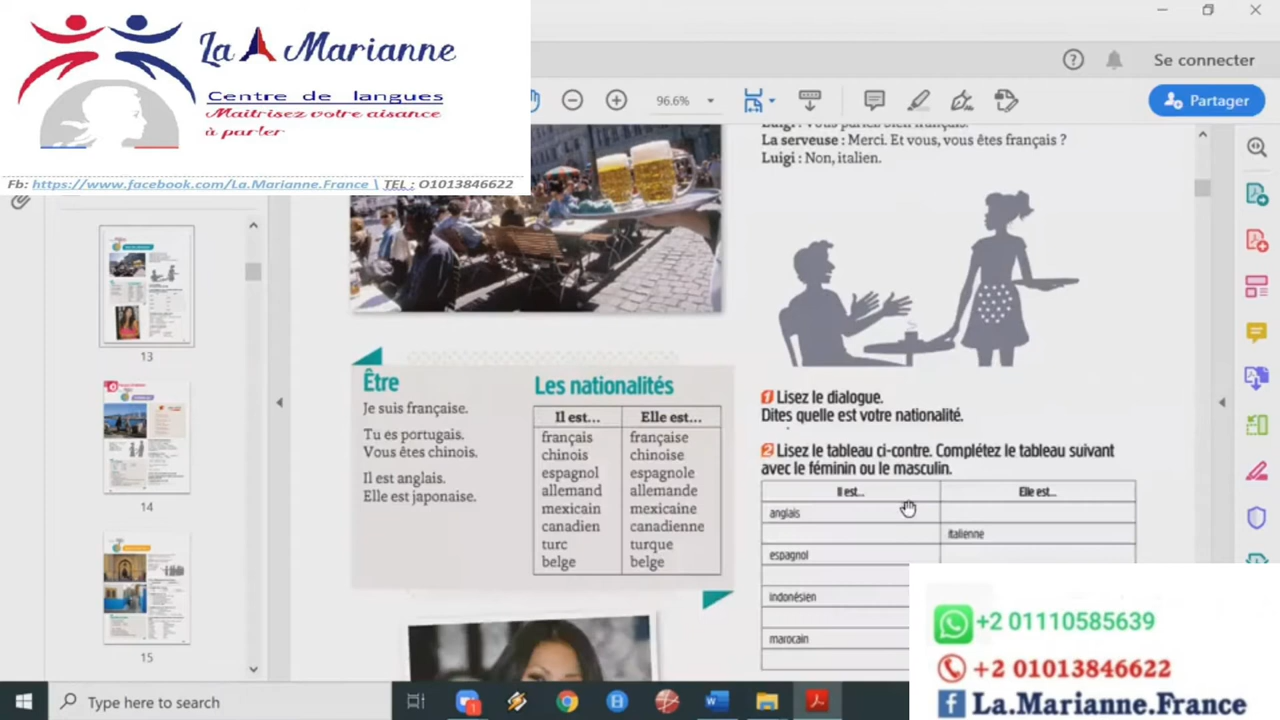 La Marianne
Centre de langues
Maitrisez votre aisance
à parler
Fb: https://www.facebook.com/La.Marianne.France \ TEL : O1013846622
Se connecter
96.6%
Partager
La serveuse : Merci. Et vous, vous êtes français ?
Luigi : Non, italien.
13
14
15
Être
Je suis française.
Tu es portugais.
Vous êtes chinois.
Il est anglais.
Elle est japonaise.
Les nationalités
Il est... Elle est...
français française
chinois chinoise
espagnol espagnole
allemand allemande
mexicain mexicaine
canadien canadienne
turc turque
belge belge
1 Lisez le dialogue.
Dites quelle est votre nationalité.
2 Lisez le tableau ci-contre. Complétez le tableau suivant
avec le féminin ou le masculin.
Il est... Elle est...
anglais
italienne
espagnol
indonésien
marocain
+2 01110585639
+2 01013846622
La.Marianne.France
Type here to search